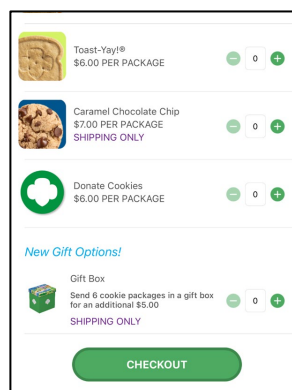 Toast-Yay!®
$6.00 PER PACKAGE
0
Caramel Chocolate Chip
$7.00 PER PACKAGE
SHIPPING ONLY
0
Donate Cookies
$6.00 PER PACKAGE
0
New Gift Options!
Gift Box
Send 6 cookie packages in a gift box
for an additional $5.00
SHIPPING ONLY
0
CHECKOUT